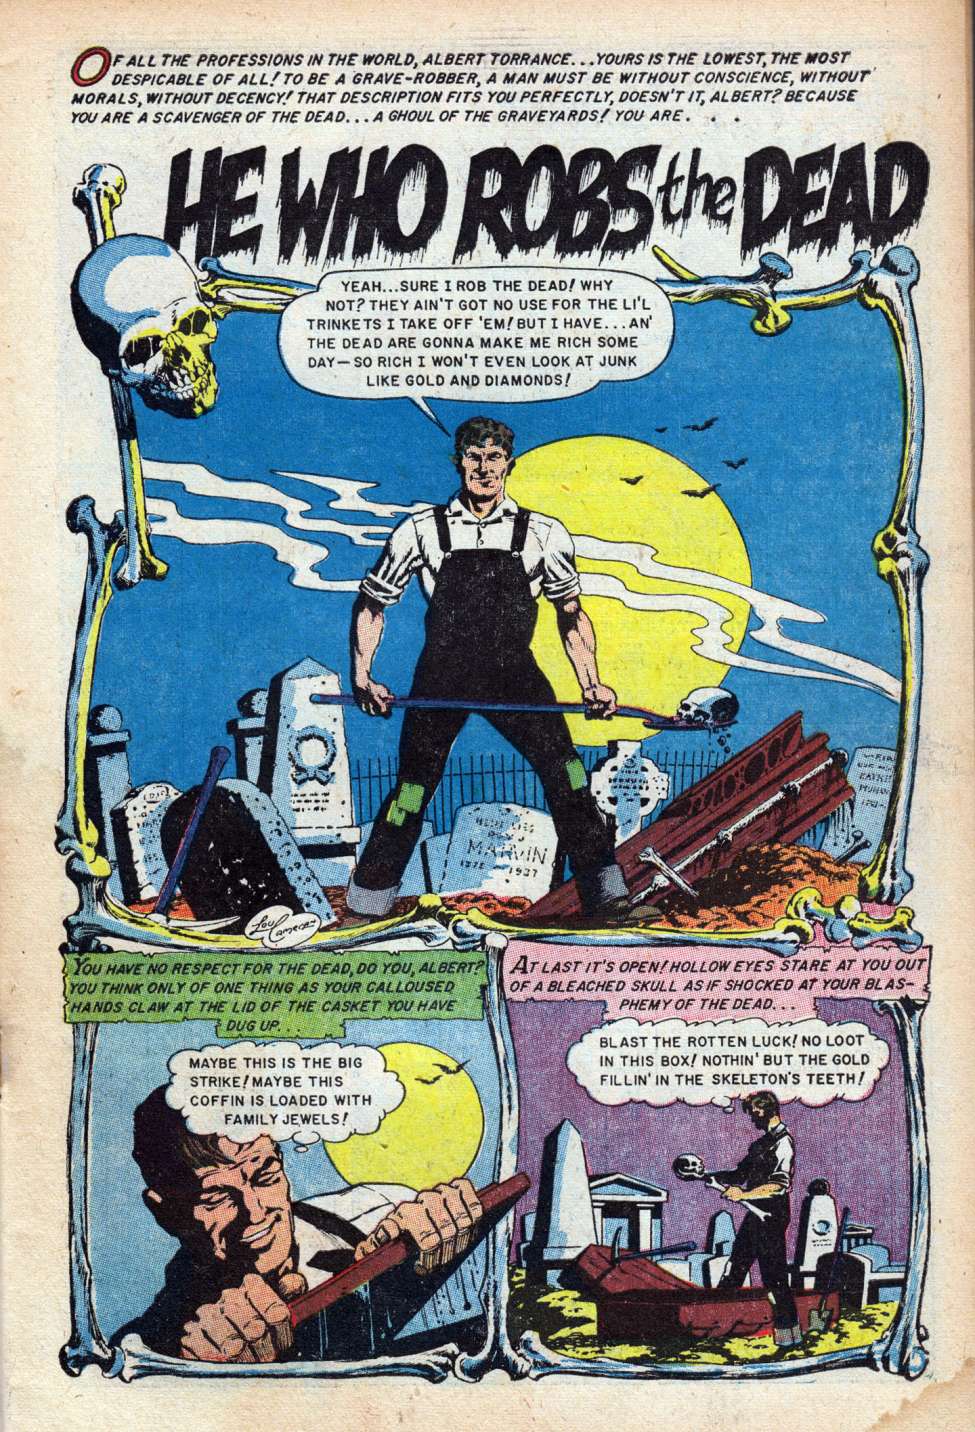 OF ALL THE PROFESSIONS IN THE WORLD, ALBERT TORRANCE...YOURS IS THE LOWEST, THE MOST
DESPICABLE OF ALL! TO BE A GRAVE-ROBBER, A MAN MUST BE WITHOUT CONSCIENCE, WITHOUT
MORALS, WITHOUT DECENCY! THAT DESCRIPTION FITS YOU PERFECTLY, DOESN'T IT, ALBERT? BECAUSE
YOU ARE A SCAVENGER OF THE DEAD...A GHOUL OF THE GRAVEYARDS! YOU ARE. . .
HE WHO ROBS the DEAD
YEAH...SURE I ROB THE DEAD! WHY
NOT? THEY AIN'T GOT NO USE FOR THE LI'L
TRINKETS I TAKE OFF 'EM! BUT I HAVE...AN'
THE DEAD ARE GONNA MAKE ME RICH SOME
DAY—SO RICH I WON'T EVEN LOOK AT JUNK
LIKE GOLD AND DIAMONDS!
MARVIN
1937
Lou Cameron
YOU HAVE NO RESPECT FOR THE DEAD, DO YOU, ALBERT?
YOU THINK ONLY OF ONE THING AS YOUR CALLOUSED
HANDS CLAW AT THE LID OF THE CASKET YOU HAVE
DUG UP...
MAYBE THIS IS THE BIG
STRIKE! MAYBE THIS
COFFIN IS LOADED WITH
FAMILY JEWELS!
AT LAST IT'S OPEN! HOLLOW EYES STARE AT YOU OUT
OF A BLEACHED SKULL AS IF SHOCKED AT YOUR BLAS-
PHEMY OF THE DEAD...
BLAST THE ROTTEN LUCK! NO LOOT
IN THIS BOX! NOTHIN' BUT THE GOLD
FILLIN' IN THE SKELETON'S TEETH!